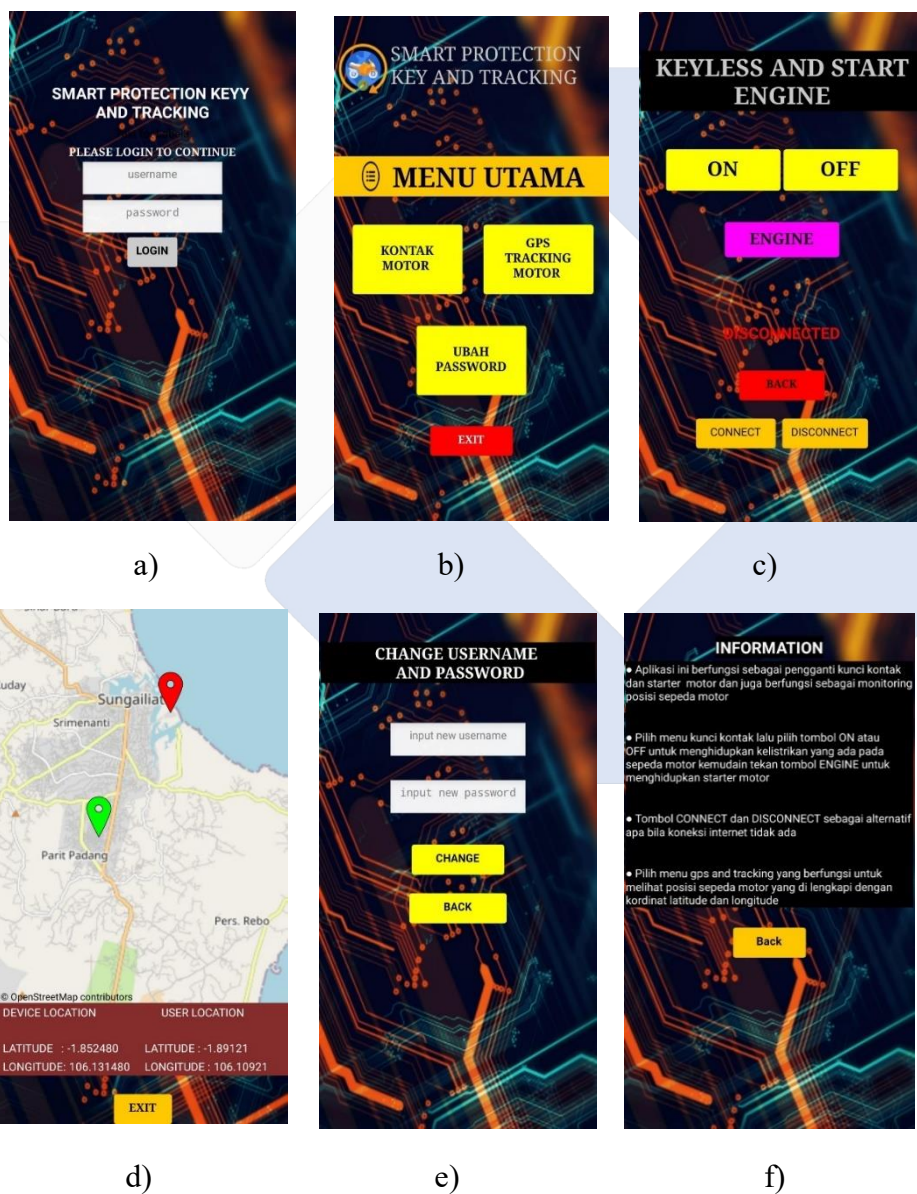 SMART PROTECTION KEYY
AND TRACKING
PLEASE LOGIN TO CONTINUE
username
password
LOGIN
a)
SMART PROTECTION
KEY AND TRACKING
MENU UTAMA
KONTAK
MOTOR
GPS
TRACKING
MOTOR
UBAH
PASSWORD
EXIT
b)
KEYLESS AND START
ENGINE
ON
OFF
ENGINE
DISCONNECTED
BACK
CONNECT
DISCONNECT
c)
uday
Sungailiat
Srimenanti
Parit Padang
Pers. Rebo
© OpenStreetMap contributors
DEVICE LOCATION
LATITUDE : -1.852480
LONGITUDE: 106.131480
USER LOCATION
LATITUDE : -1.89121
LONGITUDE : 106.10921
EXIT
d)
CHANGE USERNAME
AND PASSWORD
input new username
input new password
CHANGE
BACK
e)
INFORMATION
● Aplikasi ini berfungsi sebagai pengganti kunci kontak
dan starter motor dan juga berfungsi sebagai monitoring
posisi sepeda motor
● Pilih menu kunci kontak lalu pilih tombol ON atau
OFF untuk menghidupkan kelistrikan yang ada pada
sepeda motor kemudain tekan tombol ENGINE untuk
menghidupkan starter motor
● Tombol CONNECT dan DISCONNECT sebagai alternatif
apa bila koneksi internet tidak ada
● Pilih menu gps and tracking yang berfungsi untuk
melihat posisi sepeda motor yang di lengkapi dengan
kordinat latitude dan longitude
Back
f)